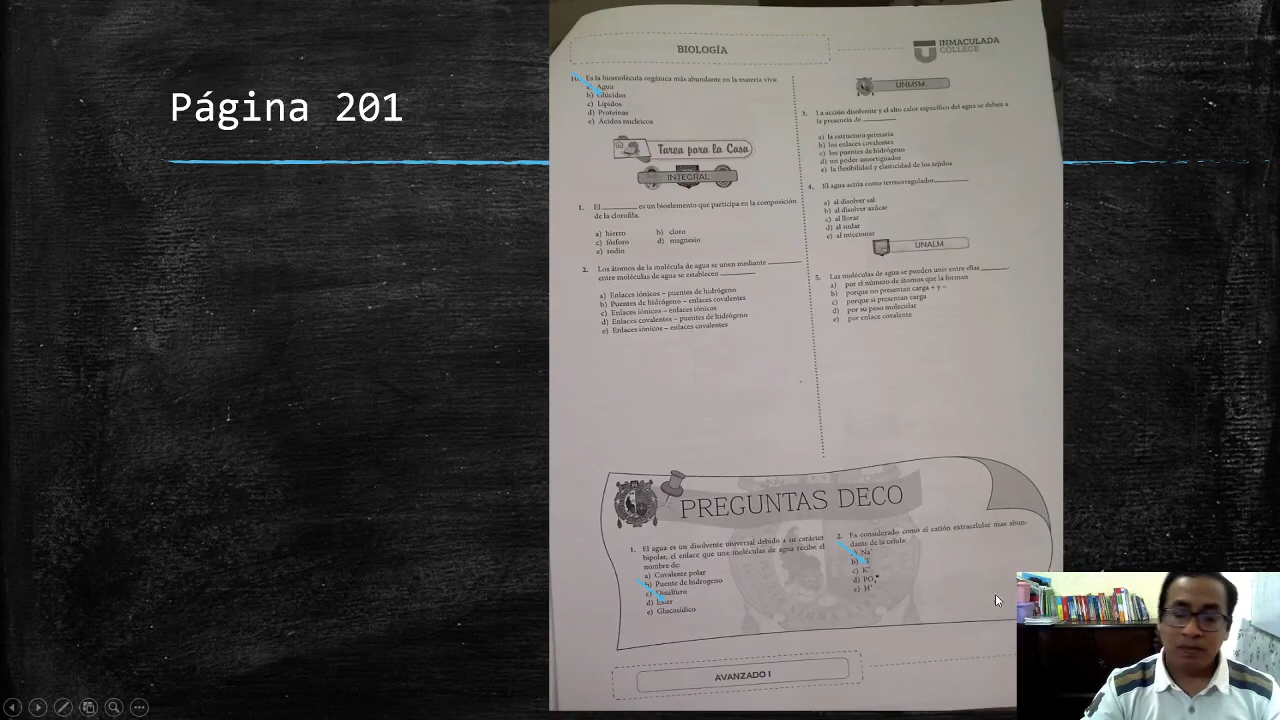 Página 201
BIOLOGÍA
INMACULADA
COLLEGE
10. Es la biomolécula orgánica más abundante en la materia viva:
a) Agua
b) Glúcidos
c) Lípidos
d) Proteínas
e) Ácidos nucleicos
Tarea para la Casa
INTEGRAL
1. El ________ es un bioelemento que participa en la composición
de la clorofila.
a) hierro b) cloro
c) fósforo d) magnesio
e) sodio
2. Los átomos de la molécula de agua se unen mediante ________
entre moléculas de agua se establecen ________
a) Enlaces iónicos – puentes de hidrógeno
b) Puentes de hidrógeno – enlaces covalentes
c) Enlaces iónicos – enlaces iónicos
d) Enlaces covalentes – puentes de hidrógeno
e) Enlaces iónicos – enlaces covalentes
UNMSM
3. La acción disolvente y el alto calor específico del agua se deben a
la presencia de ________
a) la estructura primaria
b) los enlaces covalentes
c) los puentes de hidrógeno
d) un poder amortiguador
e) la flexibilidad y elasticidad de los tejidos
4. El agua actúa como termorregulador ________
a) al disolver sal
b) al disolver azúcar
c) al llorar
d) al sudar
e) al miccionar
UNALM
5. Las moléculas de agua se pueden unir entre ellas ________
a) por el número de átomos que la forman
b) porque no presentan carga + y –
c) porque si presentan carga
d) por su peso molecular
e) por enlace covalente
PREGUNTAS DECO
1. El agua es un disolvente universal debido a su carácter
bipolar, el enlace que une moléculas de agua recibe el
nombre de:
a) Covalente polar
b) Puente de hidrogeno
c) Disulfuro
d) Ester
e) Glucosídico
2. Es considerado como el catión extracelular mas abun-
dante de la celula:
Na⁺
b)
c) K⁺
d) PO₄
e) H⁺
AVANZADO I